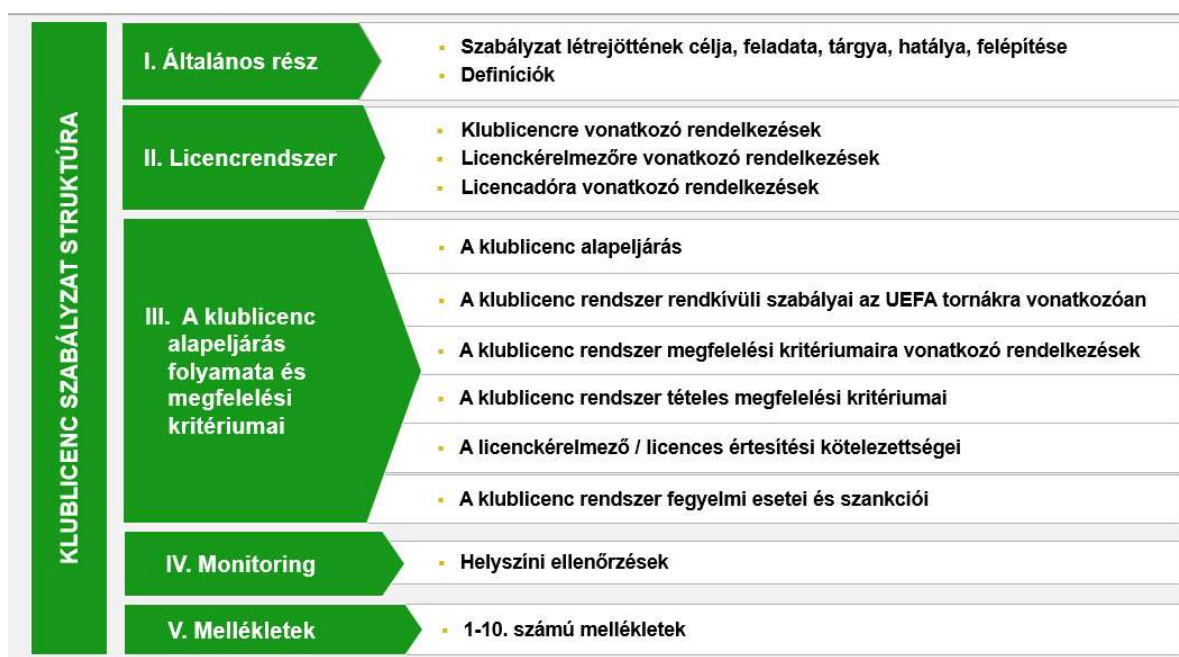 KLUBLICENC SZABÁLYZAT STRUKTÚRA
I. Általános rész
▪ Szabályzat létrejöttének célja, feladata, tárgya, hatálya, felépítése
▪ Definíciók
II. Licencrendszer
▪ Klublicencre vonatkozó rendelkezések
▪ Licenckérelmezőre vonatkozó rendelkezések
▪ Licencadóra vonatkozó rendelkezések
III. A klublicenc
alapeljárás
folyamata és
megfelelési
kritériumai
▪ A klublicenc alapeljárás
▪ A klublicenc rendszer rendkívüli szabályai az UEFA tornákra vonatkozóan
▪ A klublicenc rendszer megfelelési kritériumaira vonatkozó rendelkezések
▪ A klublicenc rendszer tételes megfelelési kritériumai
▪ A licenckérelmező / licences értesítési kötelezettségei
▪ A klublicenc rendszer fegyelmi esetei és szankciói
IV. Monitoring
▪ Helyszíni ellenőrzések
V. Mellékletek
▪ 1-10. számú mellékletek